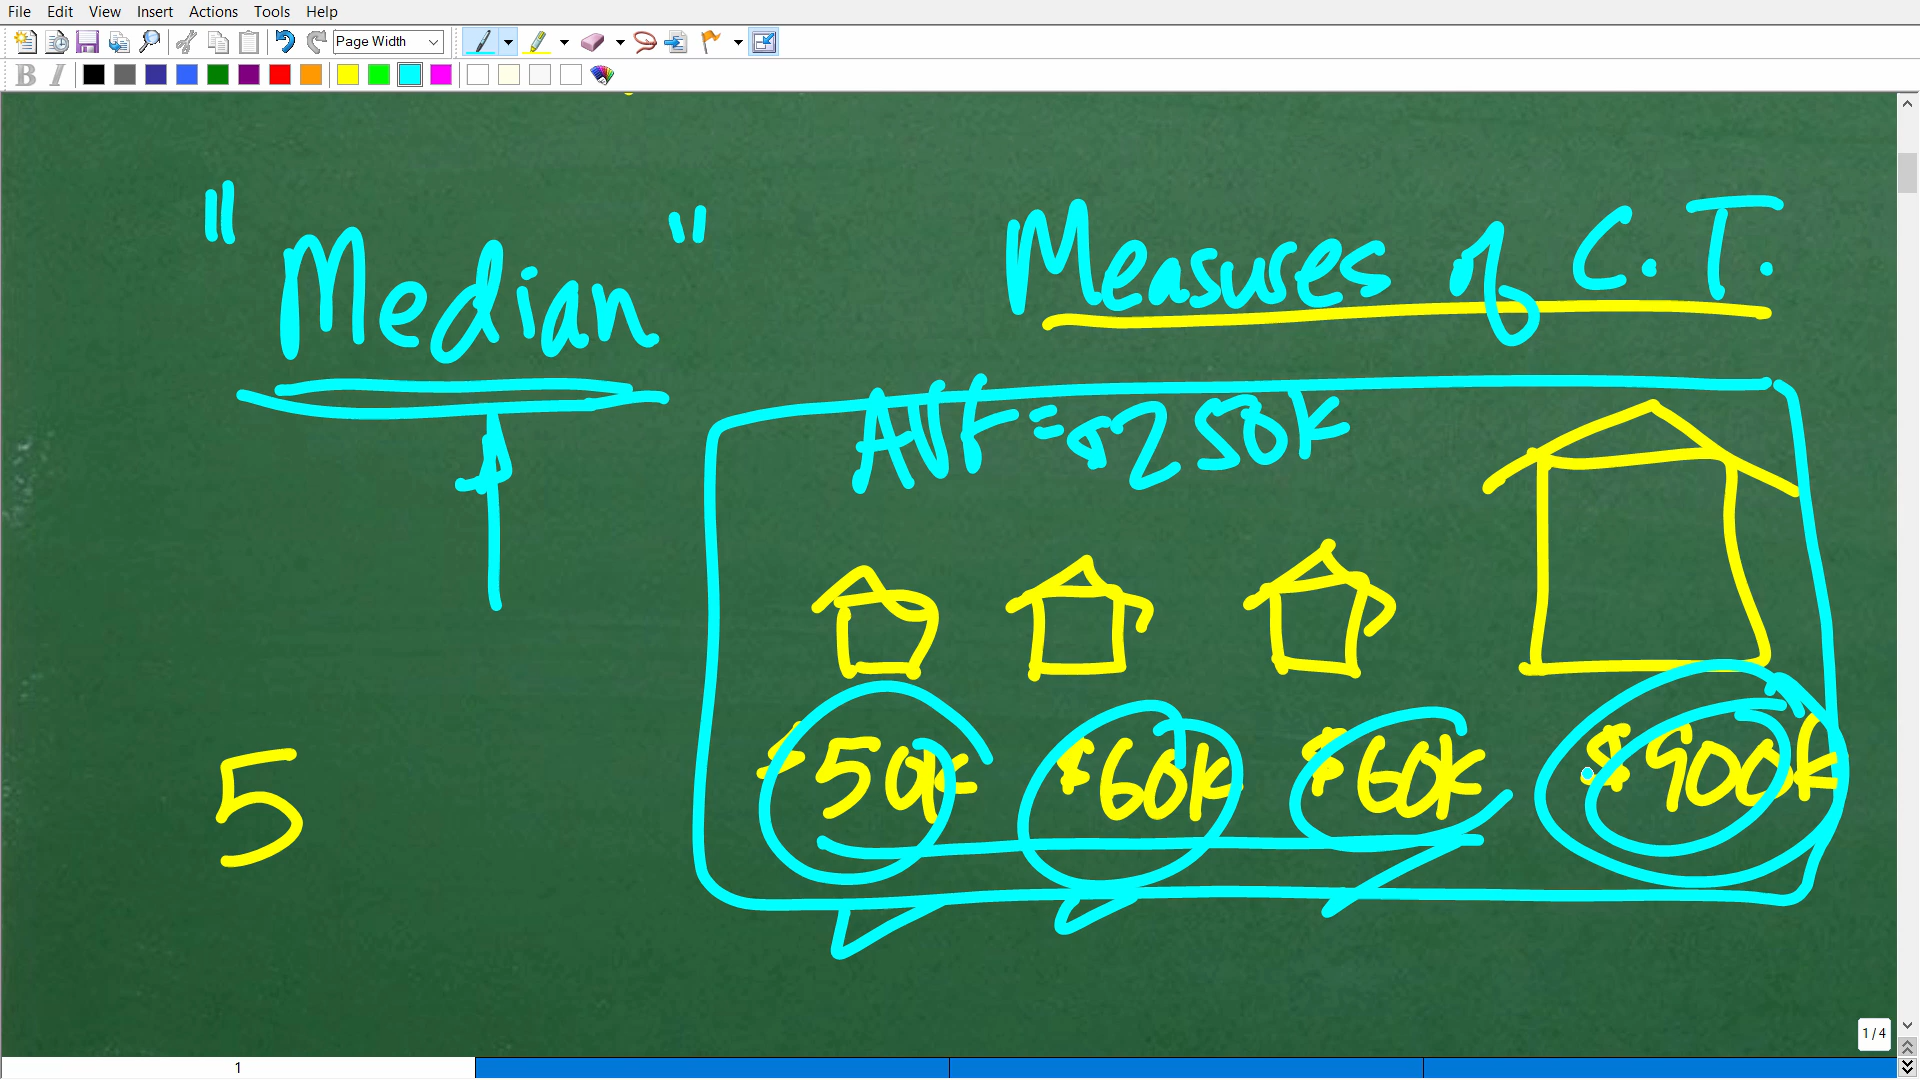 File Edit View Insert Actions Tools Help
Page Width
B I
"Median"
Measures of C.T.
AVF=$250K
$50K $60K $60K $900K
5
1 / 4
1